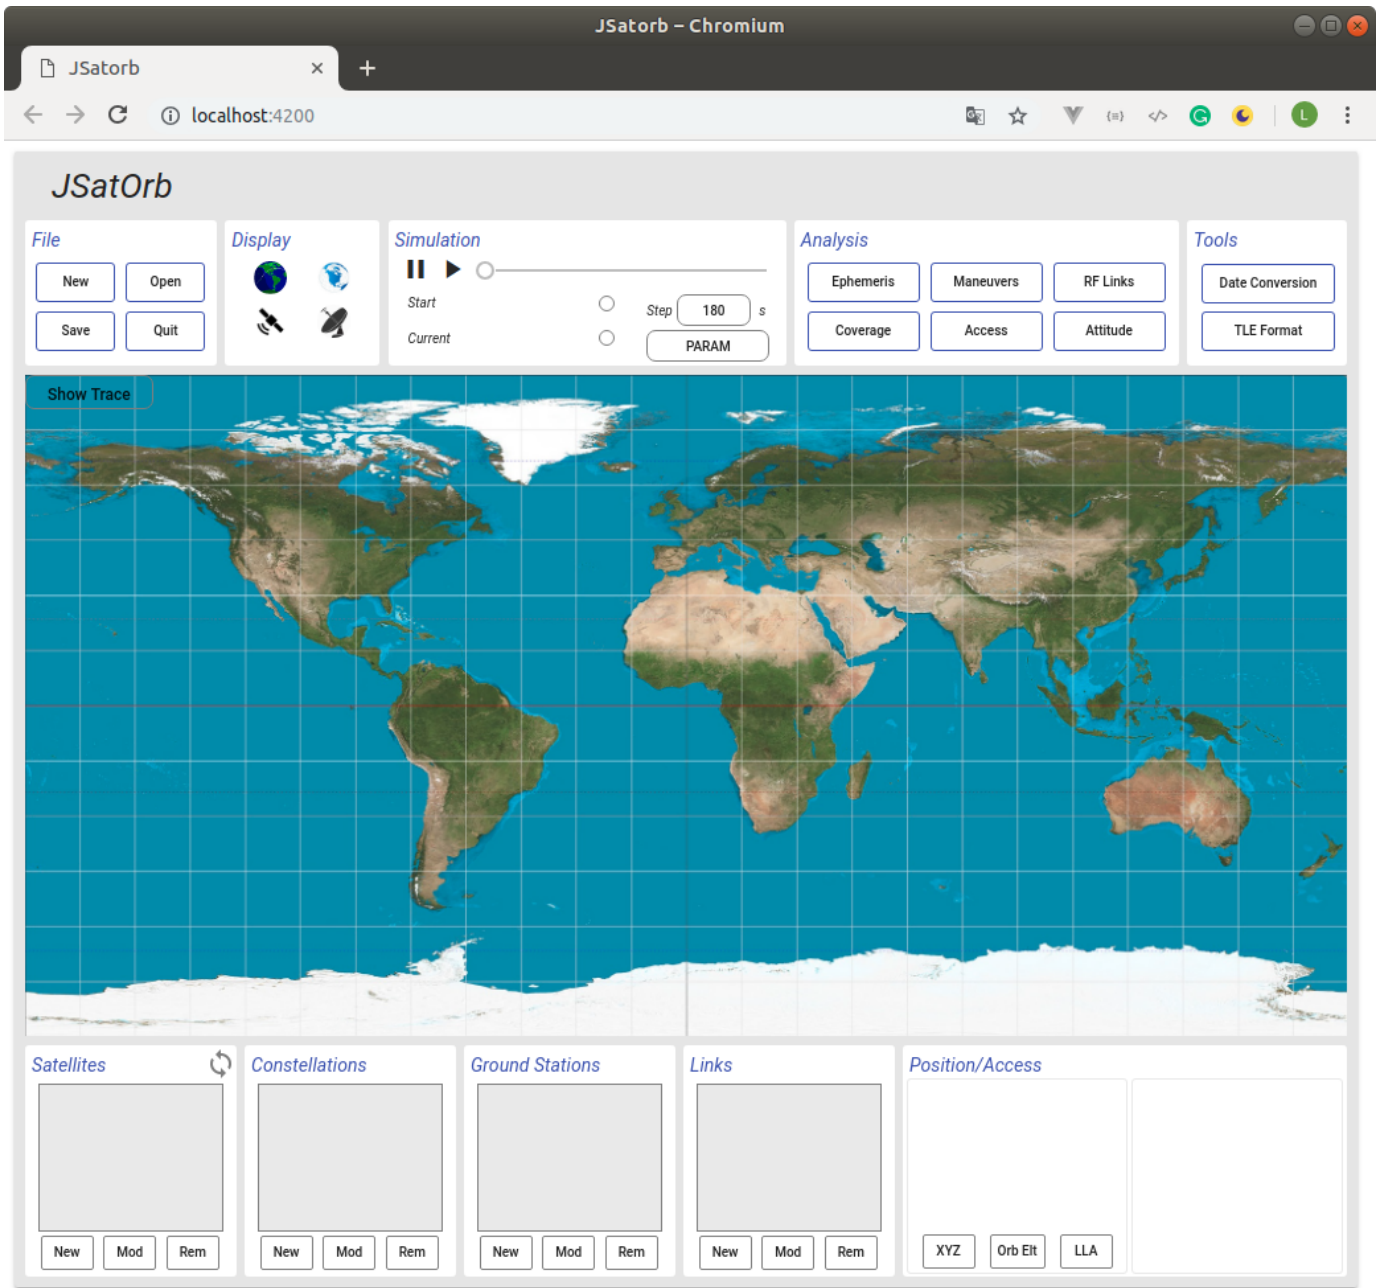 JSatorb – Chromium
JSatorb
localhost:4200
L
JSatOrb
File
New Open
Save Quit
Display
Simulation
Start
Current
Step 180 s
PARAM
Analysis
Ephemeris Maneuvers RF Links
Coverage Access Attitude
Tools
Date Conversion
TLE Format
Show Trace
Satellites
New Mod Rem
Constellations
New Mod Rem
Ground Stations
New Mod Rem
Links
New Mod Rem
Position/Access
XYZ Orb Elt LLA